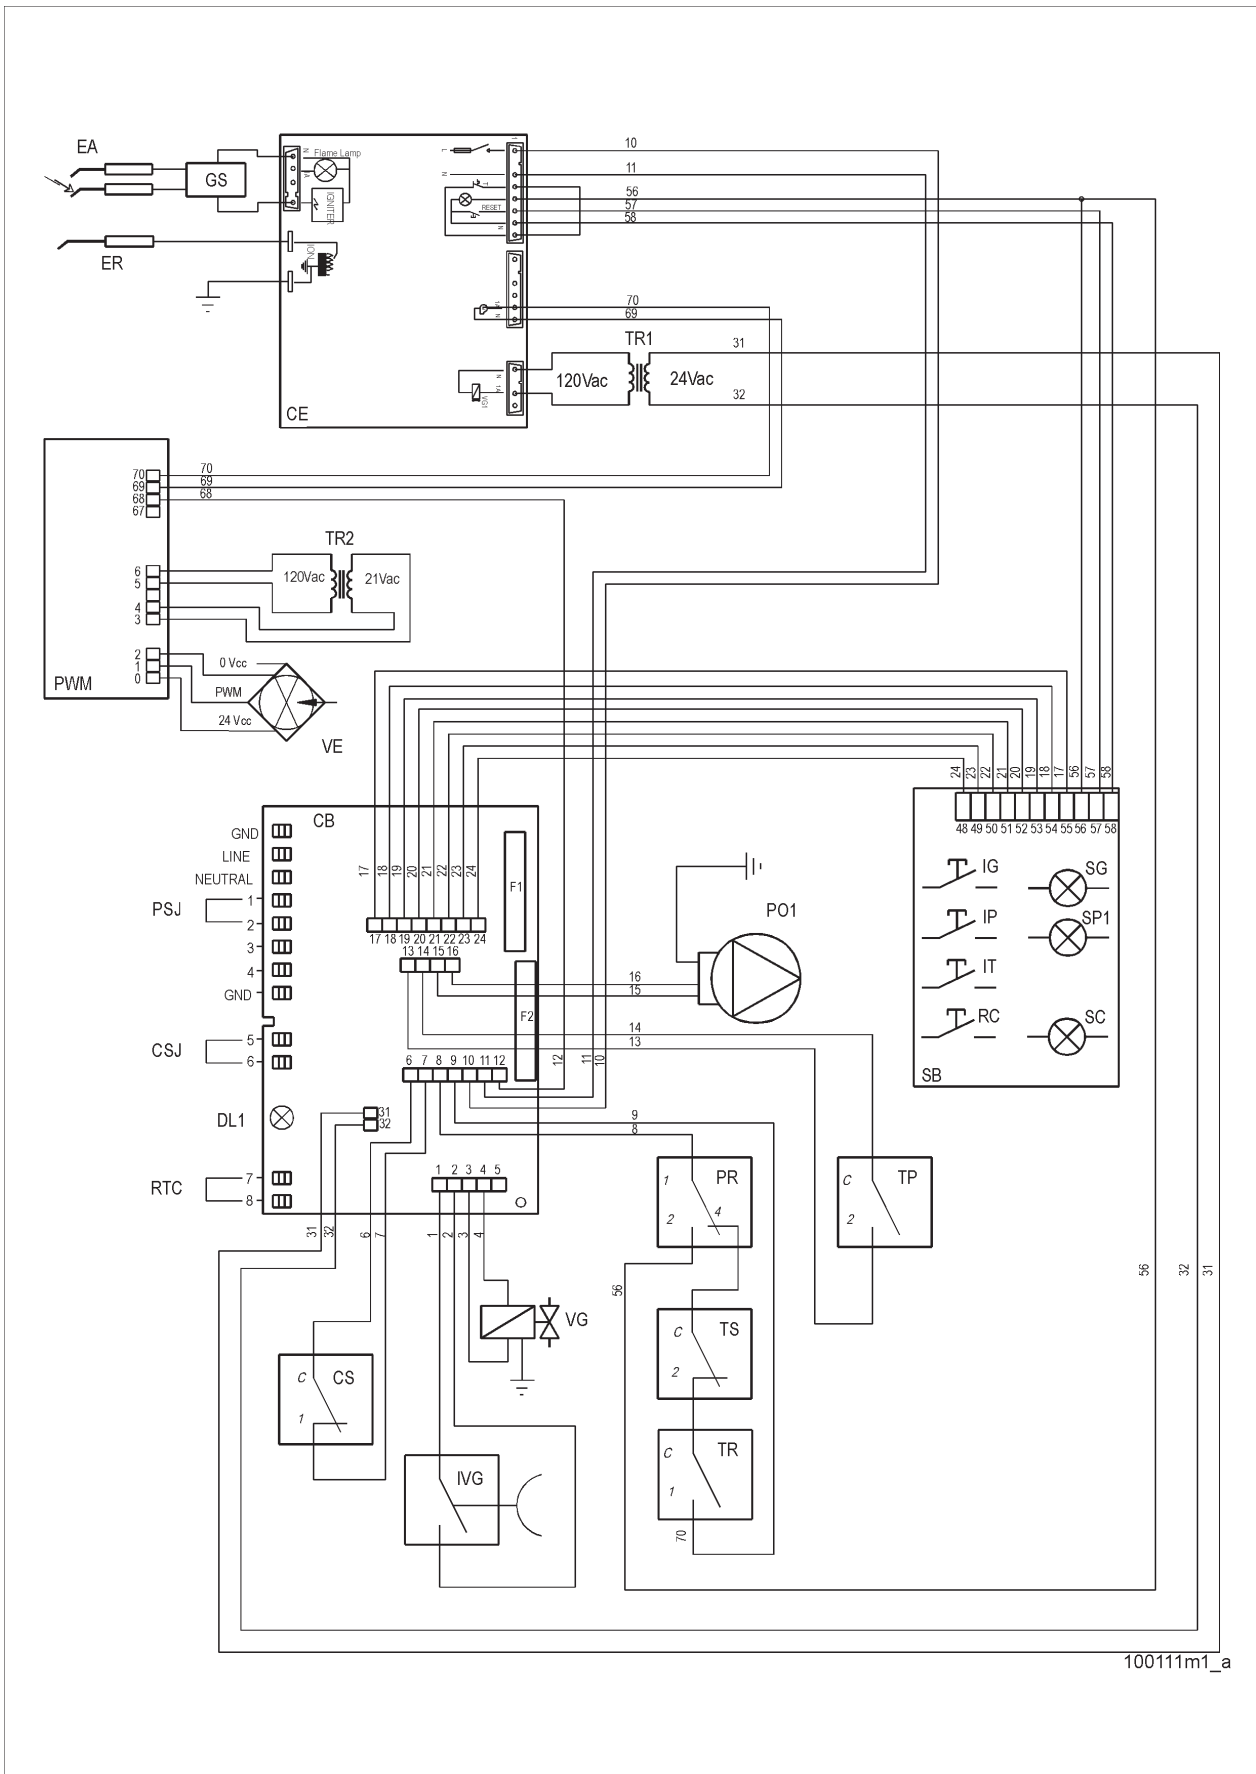 EA
GS
ER
N
Flame Lamp
1A
IGNITER
ION
CE
1
L
N
T
RESET
N
1A
N
N
1A
VG1
10
11
56
57
58
70
69
TR1
120Vac
24Vac
31
32
70
69
68
67
70
69
68
6
5
4
3
2
1
0
PWM
TR2
120Vac
21Vac
0 Vcc
PWM
24 Vcc
VE
24
23
22
21
20
19
18
17
56
57
58
48
49
50
51
52
53
54
55
56
57
58
IG
SG
IP
SP1
IT
RC
SC
SB
CB
GND
LINE
NEUTRAL
PSJ
1
2
3
4
GND
CSJ
5
6
DL1
RTC
7
8
17
18
19
20
21
22
23
24
F1
17
18
19
20
21
22
23
24
13
14
15
16
F2
6
7
8
9
10
11
12
31
32
1
2
3
4
5
PO1
16
15
14
13
12
11
10
9
8
31
32
6
7
1
2
3
4
PR
1
2
4
TP
C
2
56
56
32
31
VG
TS
C
2
CS
C
1
IVG
TR
C
1
70
100111m1_a